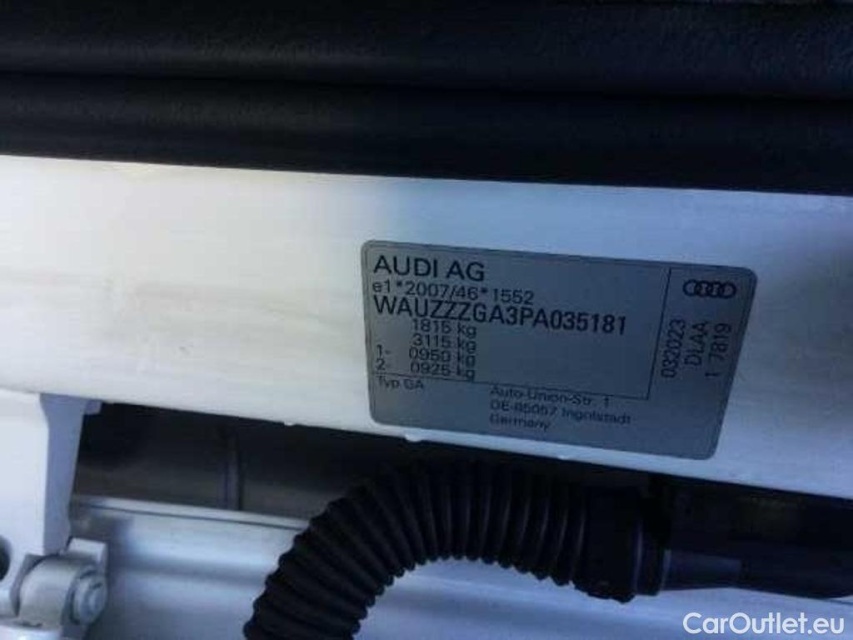 AUDI AG
e1*2007/46*1552
WAUZZZGA3PA035181
1815 kg
3115 kg
1- 0950 kg
2- 0925 kg
Typ GA
Auto-Union-Str. 1
DE-85057 Ingolstadt
Germany
032023
DLAA
1 7819
CarOutlet.eu